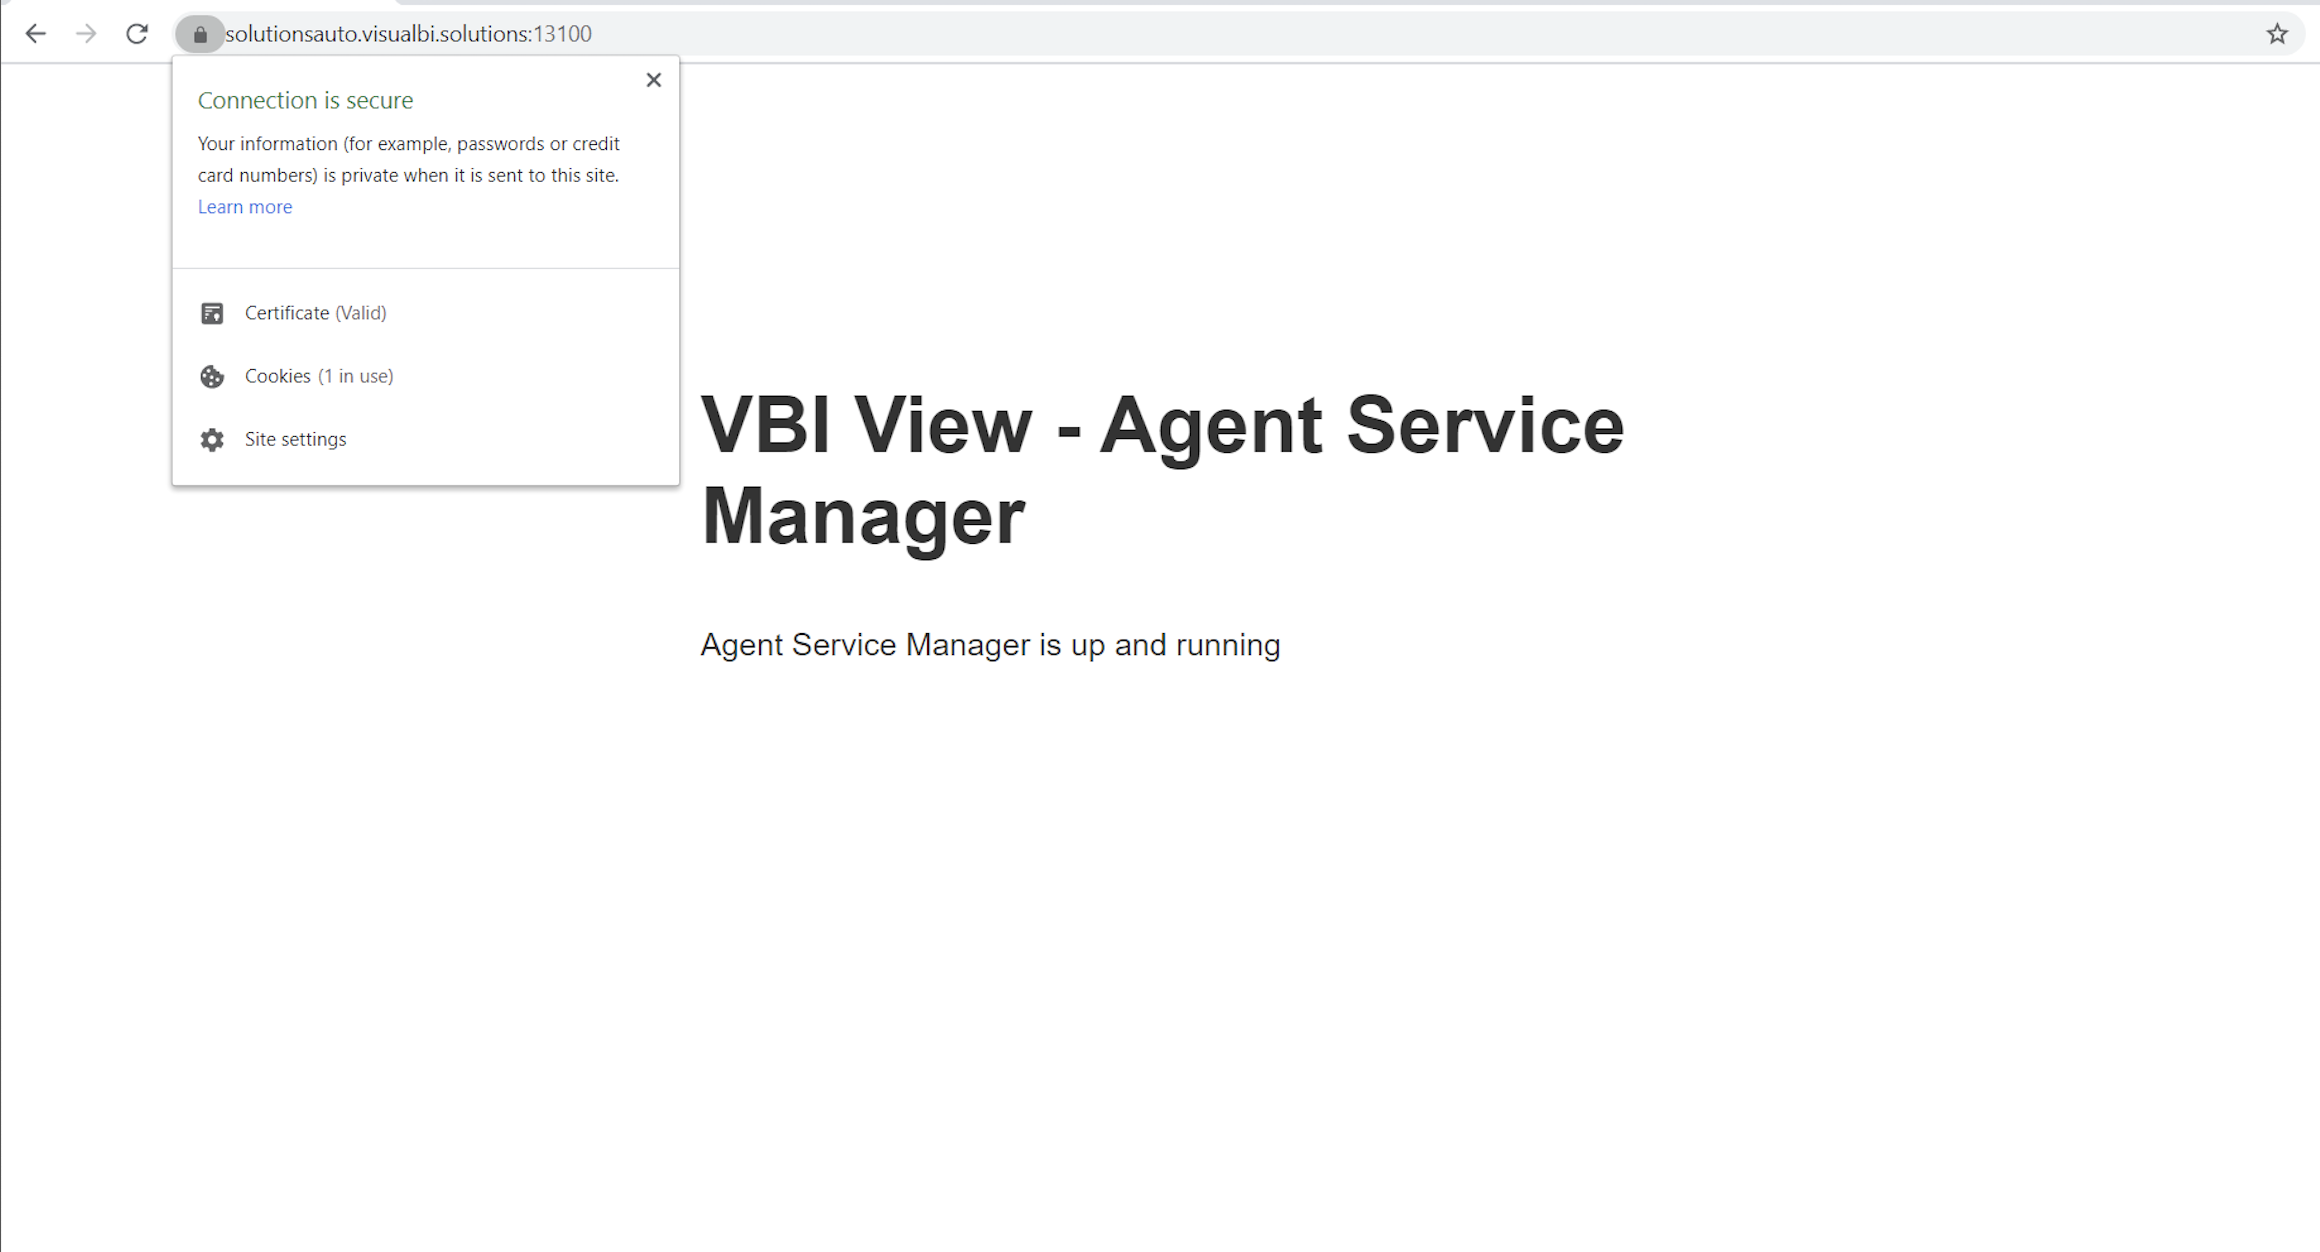 solutionsauto.visualbi.solutions:13100
Connection is secure
Your information (for example, passwords or credit
card numbers) is private when it is sent to this site.
Learn more
Certificate (Valid)
Cookies (1 in use)
Site settings
VBI View - Agent Service
Manager
Agent Service Manager is up and running